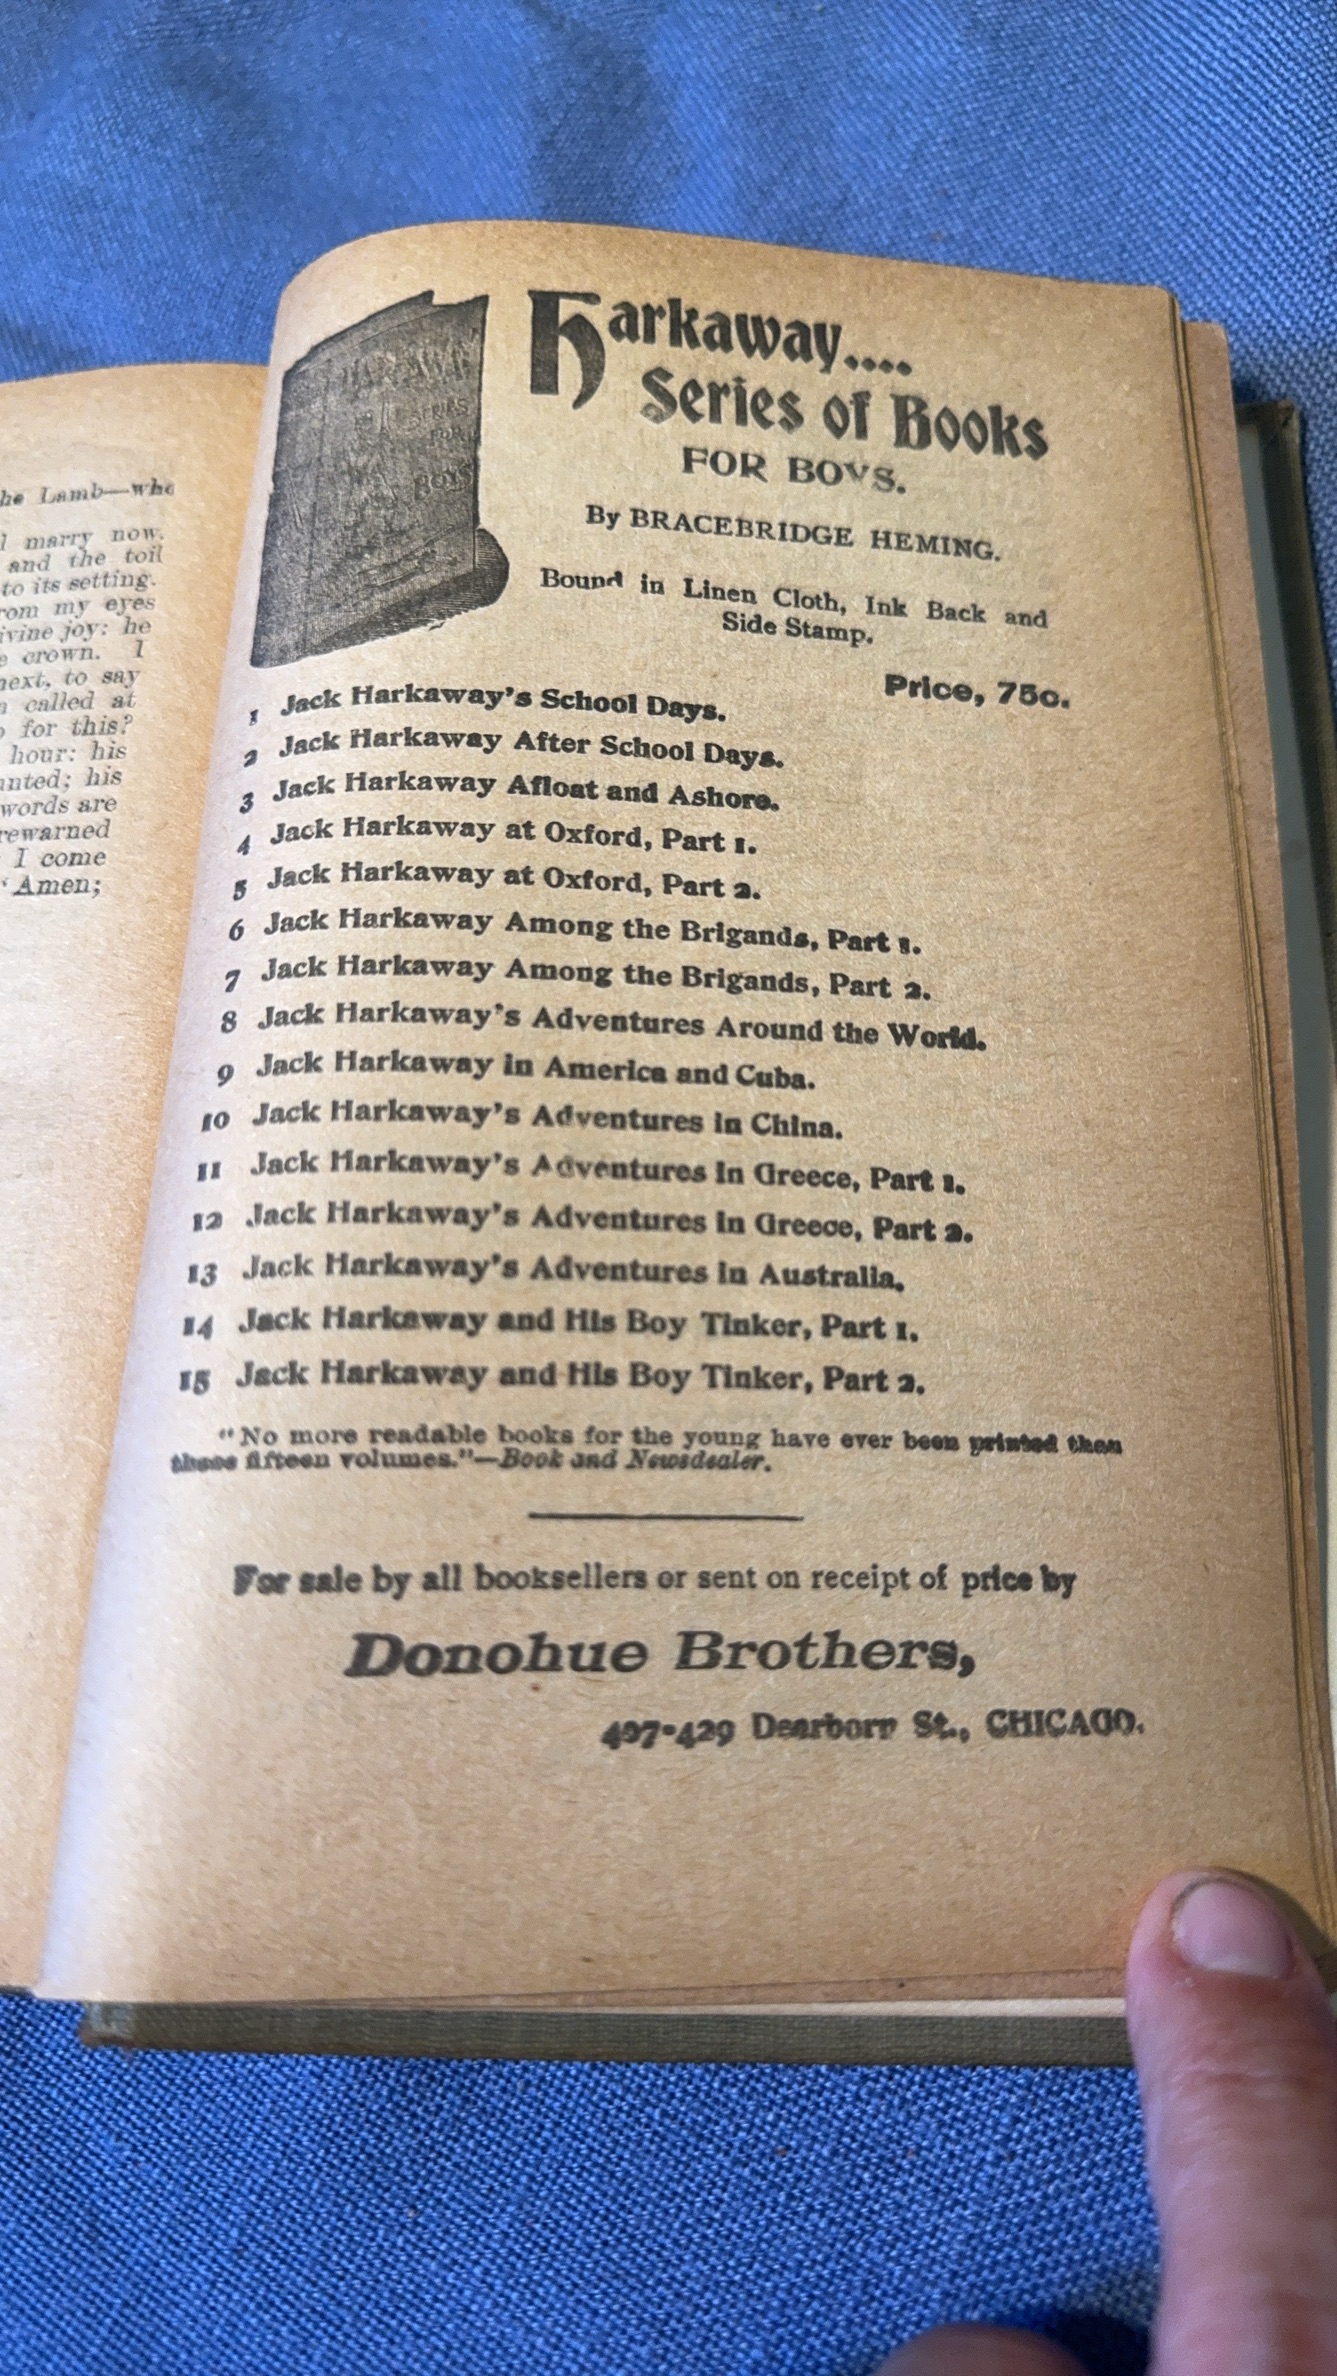 he Lamb—who
l marry now.
and the toil
to its setting.
rom my eyes
ivine joy: he
e crown. I
next, to say
n called at
for this?
hour: his
nted; his
words are
rewarned
I come
‘Amen;
HARKAWAY
SERIES
FOR
BOYS
Harkaway....
Series of Books
FOR BOYS.
By BRACEBRIDGE HEMING.
Bound in Linen Cloth, Ink Back and
Side Stamp.
Price, 75c.
1 Jack Harkaway's School Days.
2 Jack Harkaway After School Days.
3 Jack Harkaway Afloat and Ashore.
4 Jack Harkaway at Oxford, Part 1.
5 Jack Harkaway at Oxford, Part 2.
6 Jack Harkaway Among the Brigands, Part 1.
7 Jack Harkaway Among the Brigands, Part 2.
8 Jack Harkaway's Adventures Around the World.
9 Jack Harkaway in America and Cuba.
10 Jack Harkaway's Adventures in China.
11 Jack Harkaway's Adventures in Greece, Part 1.
12 Jack Harkaway's Adventures in Greece, Part 2.
13 Jack Harkaway's Adventures in Australia.
14 Jack Harkaway and His Boy Tinker, Part 1.
15 Jack Harkaway and His Boy Tinker, Part 2.
"No more readable books for the young have ever been printed than
these fifteen volumes."—Book and Newsdealer.
For sale by all booksellers or sent on receipt of price by
Donohue Brothers,
407-429 Dearborn St., CHICAGO.